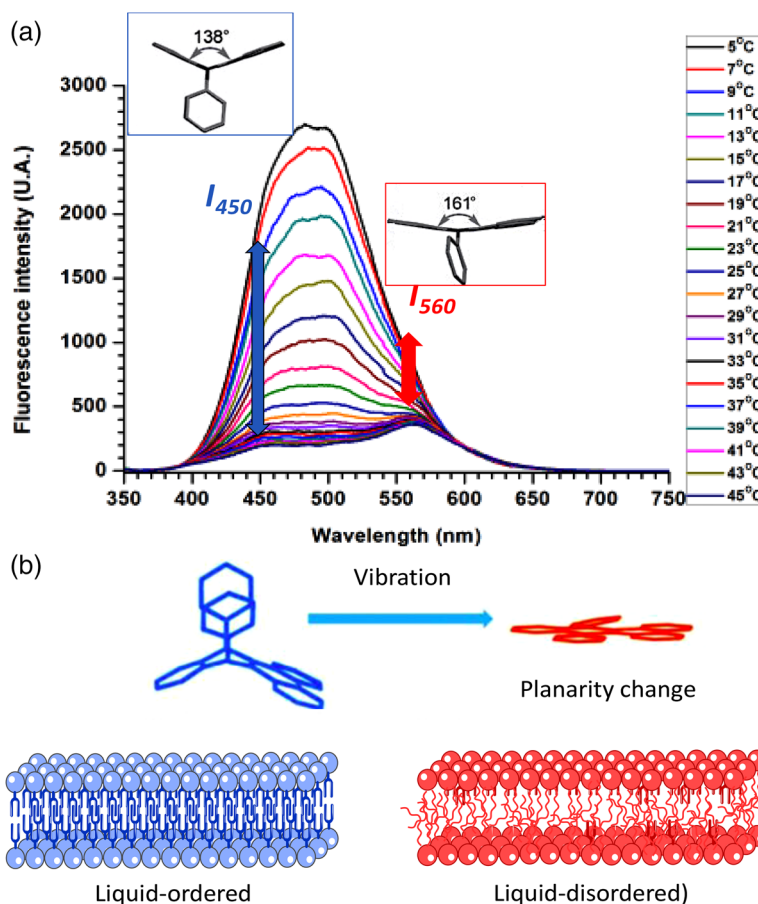 (a)
138°
161°
I450
I560
Fluorescence intensity (U.A.)
3000
2500
2000
1500
1000
500
0
350
400
450
500
550
600
650
700
750
Wavelength (nm)
5°C
7°C
9°C
11°C
13°C
15°C
17°C
19°C
21°C
23°C
25°C
27°C
29°C
31°C
33°C
35°C
37°C
39°C
41°C
43°C
45°C
(b)
Vibration
Planarity change
Liquid-ordered
Liquid-disordered)